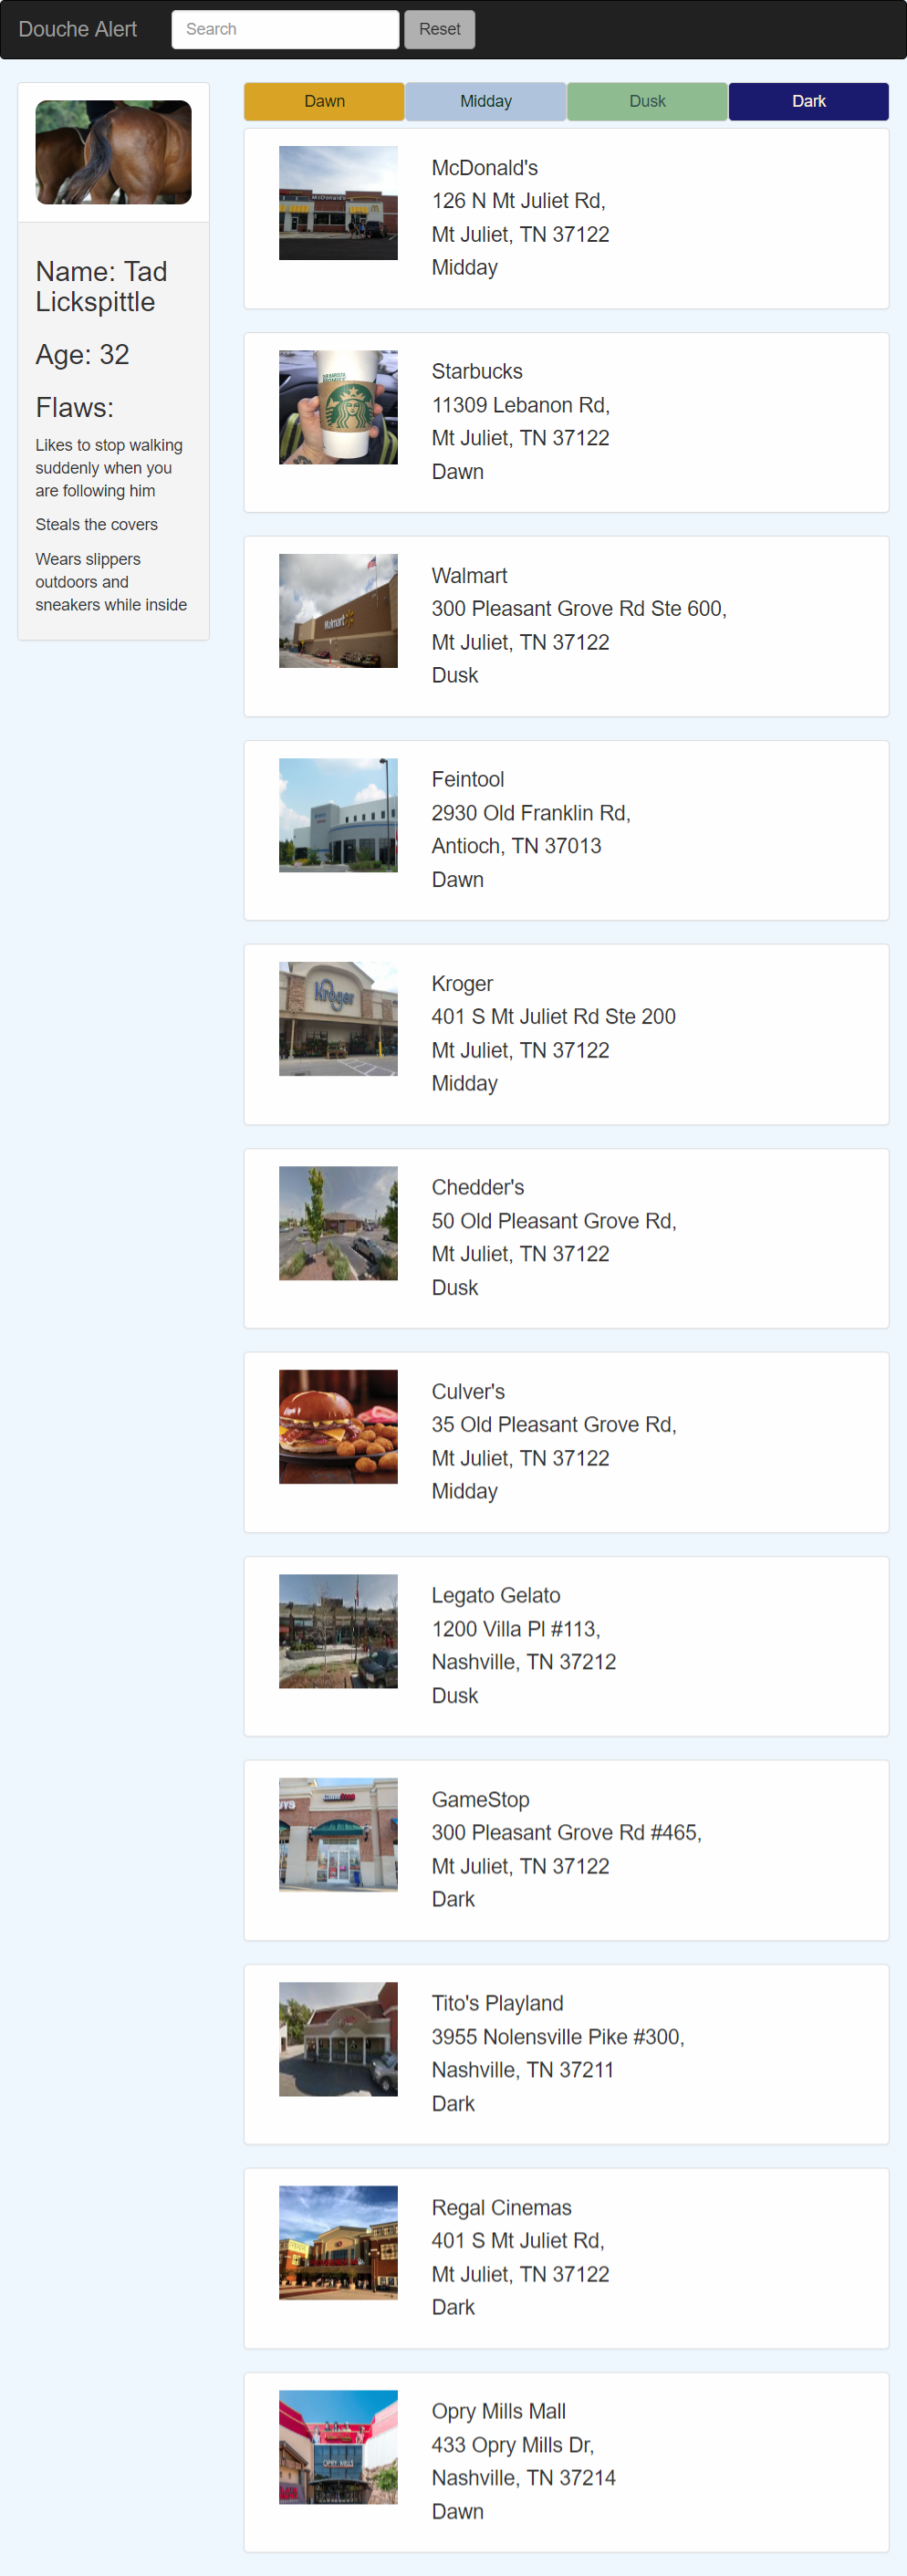 Douche Alert
Search
Reset
Dawn
Midday
Dusk
Dark
Name: Tad
Lickspittle
Age: 32
Flaws:
Likes to stop walking
suddenly when you
are following him
Steals the covers
Wears slippers
outdoors and
sneakers while inside
McDonald's
McDonald's
126 N Mt Juliet Rd,
Mt Juliet, TN 37122
Midday
Starbucks
11309 Lebanon Rd,
Mt Juliet, TN 37122
Dawn
Walmart
Walmart
300 Pleasant Grove Rd Ste 600,
Mt Juliet, TN 37122
Dusk
Feintool
2930 Old Franklin Rd,
Antioch, TN 37013
Dawn
Kroger
Kroger
401 S Mt Juliet Rd Ste 200
Mt Juliet, TN 37122
Midday
Chedder's
50 Old Pleasant Grove Rd,
Mt Juliet, TN 37122
Dusk
Culver's
35 Old Pleasant Grove Rd,
Mt Juliet, TN 37122
Midday
Legato Gelato
1200 Villa Pl #113,
Nashville, TN 37212
Dusk
GameStop
GameStop
300 Pleasant Grove Rd #465,
Mt Juliet, TN 37122
Dark
Tito's Playland
3955 Nolensville Pike #300,
Nashville, TN 37211
Dark
Regal Cinemas
401 S Mt Juliet Rd,
Mt Juliet, TN 37122
Dark
OPRY MILLS
Opry Mills Mall
433 Opry Mills Dr,
Nashville, TN 37214
Dawn